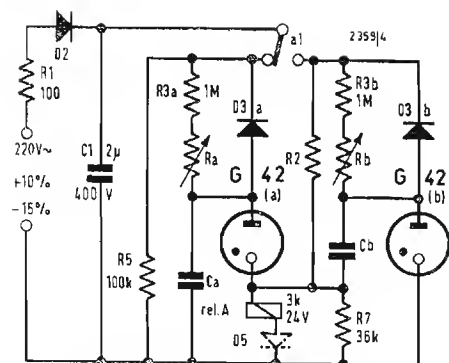 D2
a1
2359/4
R1
100
R3a
1M
D3
a
R3b
1M
D3
b
220V~
C1
2µ
400 V
+10%
-15%
Ra
R2
Rb
G 42
(a)
G 42
(b)
R5
100k
Ca
Cb
rel.A
3k
24V
D5
R7
36k